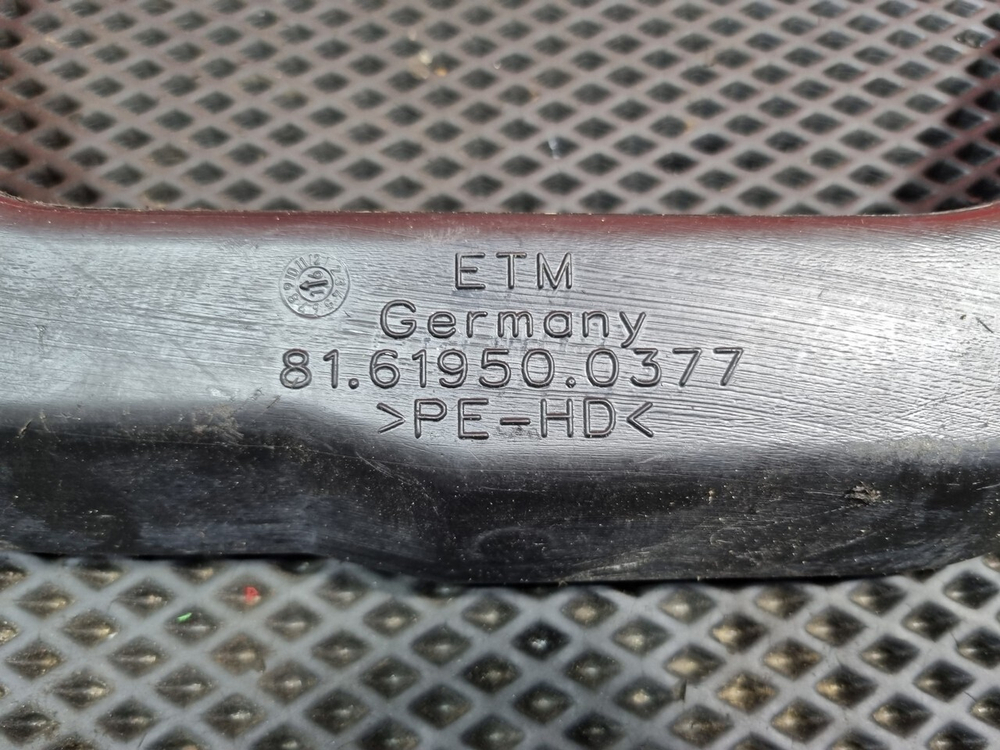 ETM
Germany
81.61950.0377
>PE-HD<